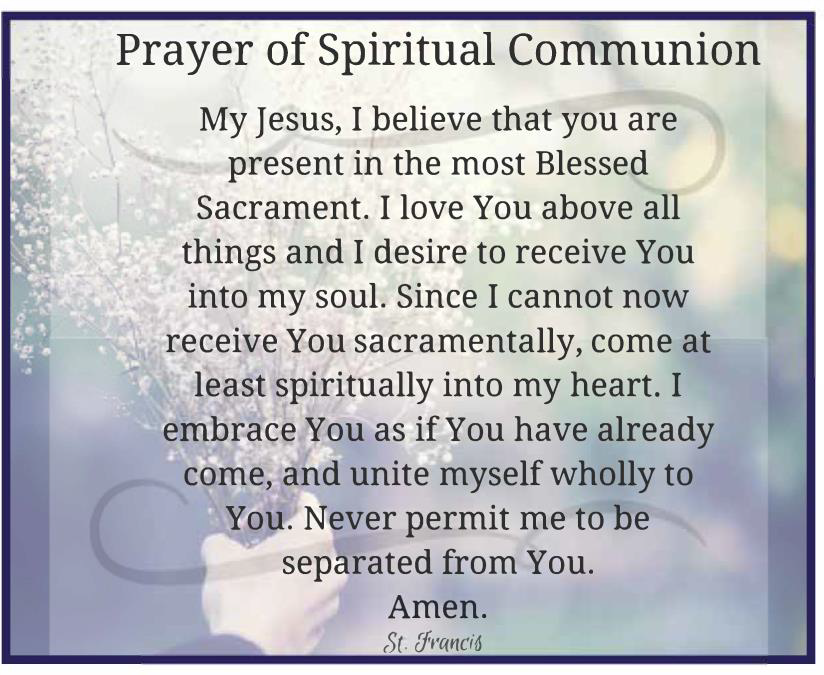 Prayer of Spiritual Communion
My Jesus, I believe that you are
present in the most Blessed
Sacrament. I love You above all
things and I desire to receive You
into my soul. Since I cannot now
receive You sacramentally, come at
least spiritually into my heart. I
embrace You as if You have already
come, and unite myself wholly to
You. Never permit me to be
separated from You.
Amen.
St. Francis